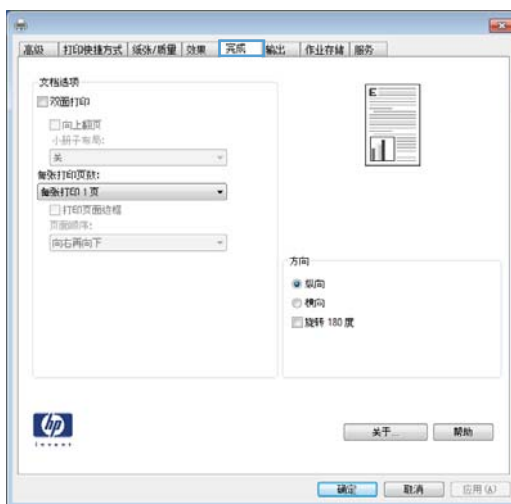 高级 打印快捷方式 纸张/质量 效果 完成 输出 作业存储 服务
文档选项
双面打印
向上翻页
小册子布局:
关
每张打印页数:
每张打印 1 页
打印页面边框
页面顺序:
向右再向下
E
方向
纵向
横向
旋转 180 度
hp
invent
关于...
帮助
确定
取消
应用(A)